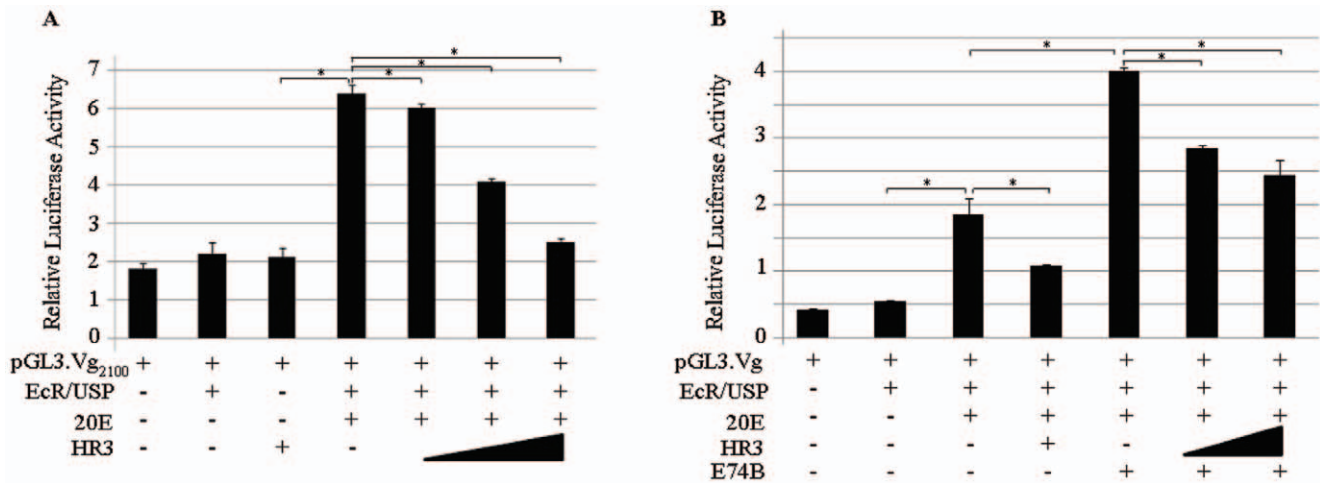 A
Relative Luciferase Activity
7
6
5
4
3
2
1
0
* * * *
pGL3.Vg2100 + + + + + + +
EcR/USP - + - + + + +
20E - - - + + + +
HR3 - - + -
B
Relative Luciferase Activity
4
3
2
1
0
* * * * *
pGL3.Vg + + + + + + +
EcR/USP - + + + + + +
20E - - + + + + +
HR3 - - - + -
E74B - - - - + + +